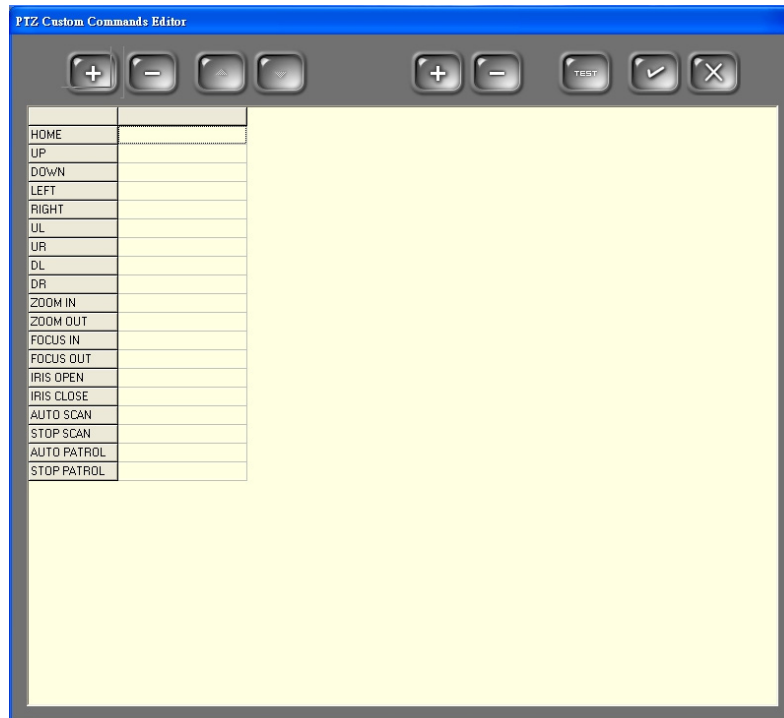 PTZ Custom Commands Editor
TEST
HOME
UP
DOWN
LEFT
RIGHT
UL
UR
DL
DR
ZOOM IN
ZOOM OUT
FOCUS IN
FOCUS OUT
IRIS OPEN
IRIS CLOSE
AUTO SCAN
STOP SCAN
AUTO PATROL
STOP PATROL